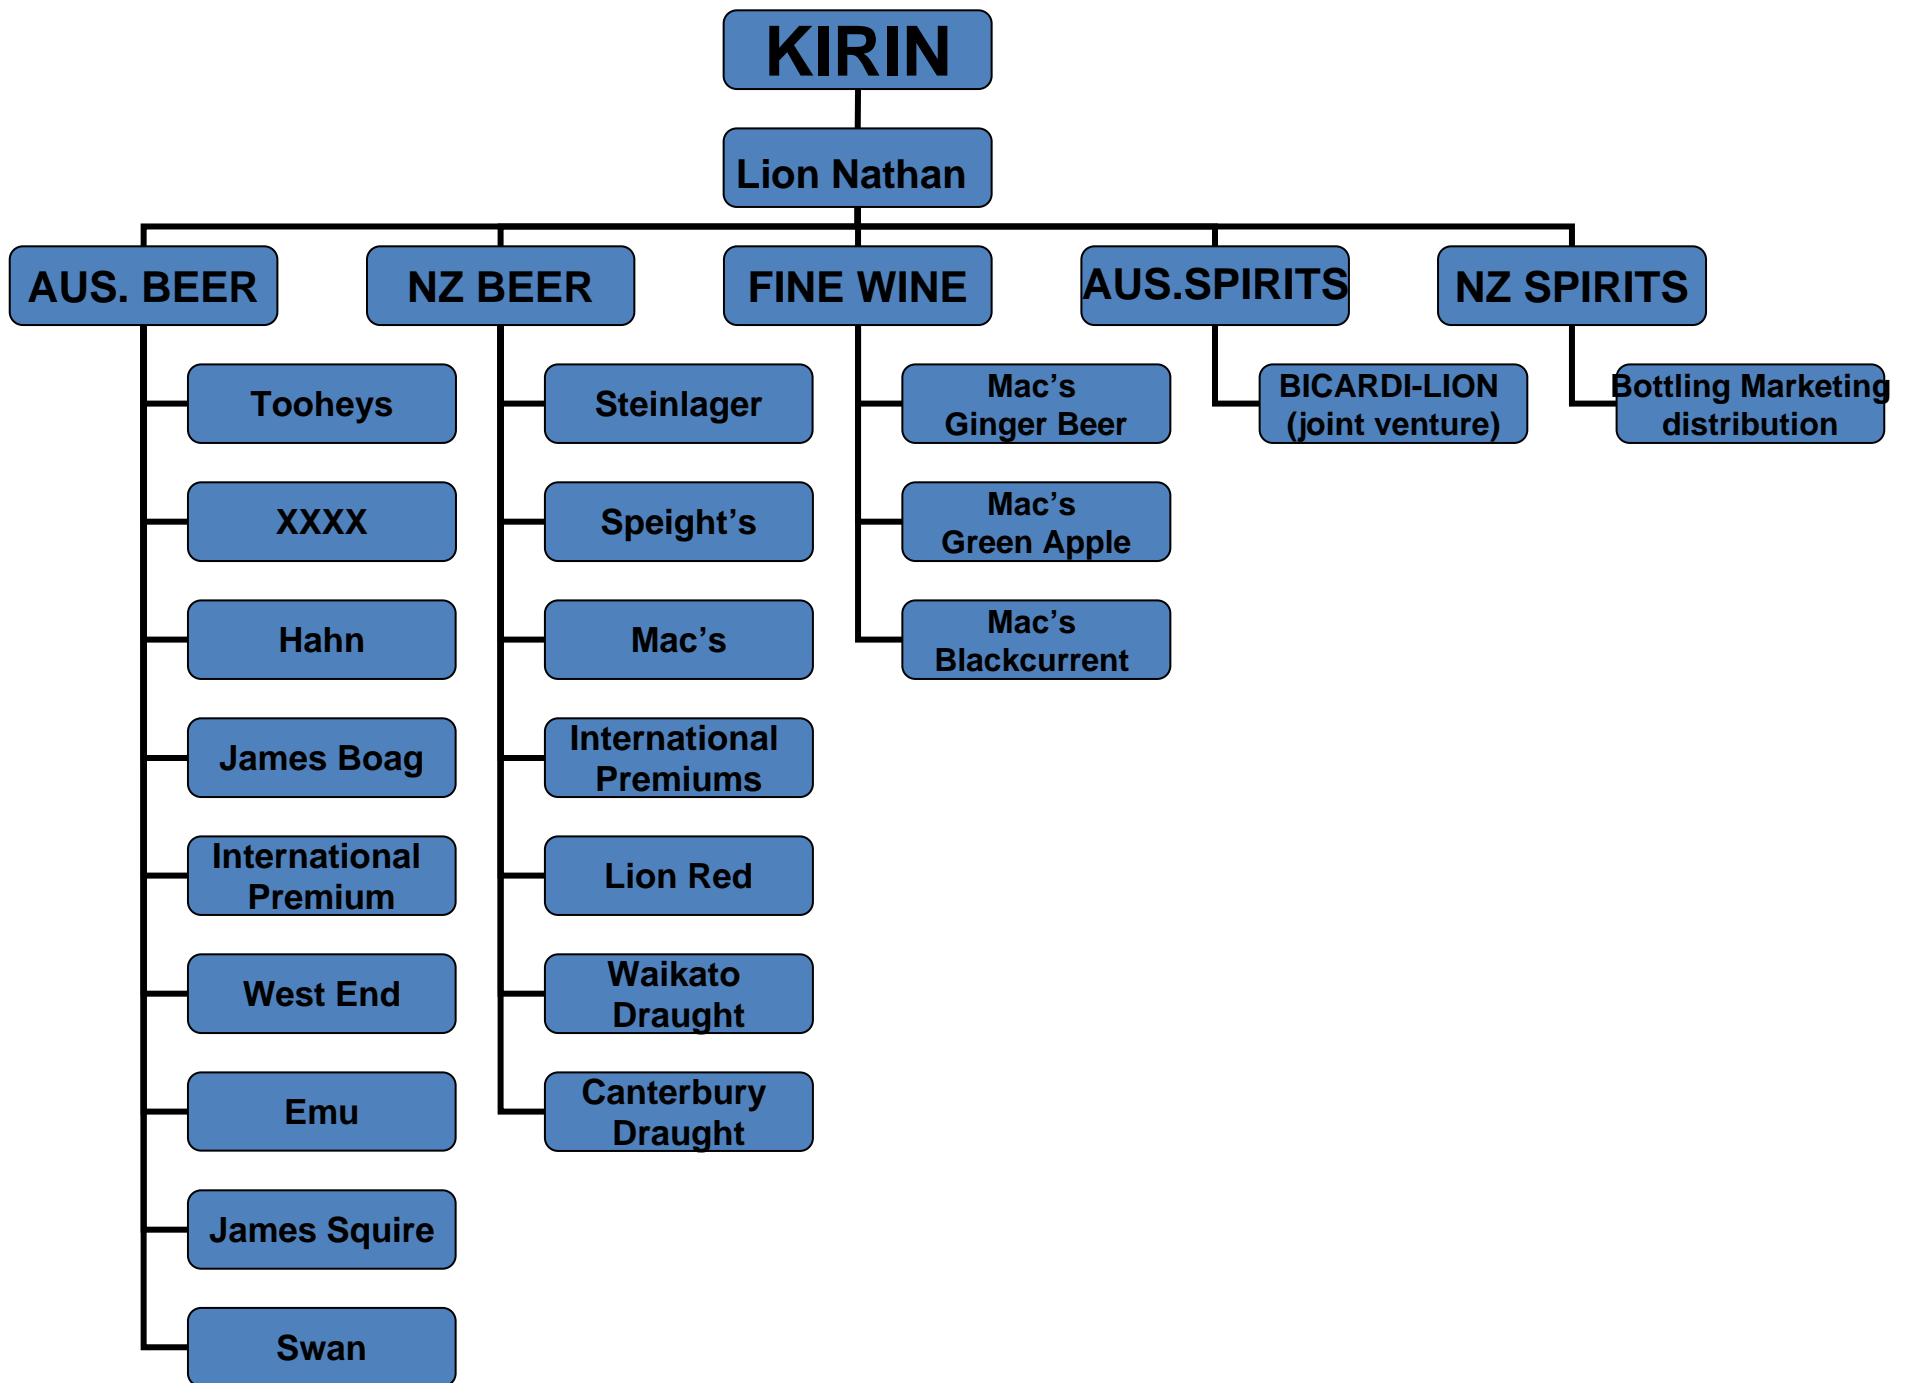 KIRIN
Lion Nathan
AUS. BEER
NZ BEER
FINE WINE
AUS.SPIRITS
NZ SPIRITS
Tooheys
XXXX
Hahn
James Boag
International
Premium
West End
Emu
James Squire
Swan
Steinlager
Speight’s
Mac’s
International
Premiums
Lion Red
Waikato
Draught
Canterbury
Draught
Mac’s
Ginger Beer
Mac’s
Green Apple
Mac’s
Blackcurrent
BICARDI-LION
(joint venture)
Bottling Marketing
distribution